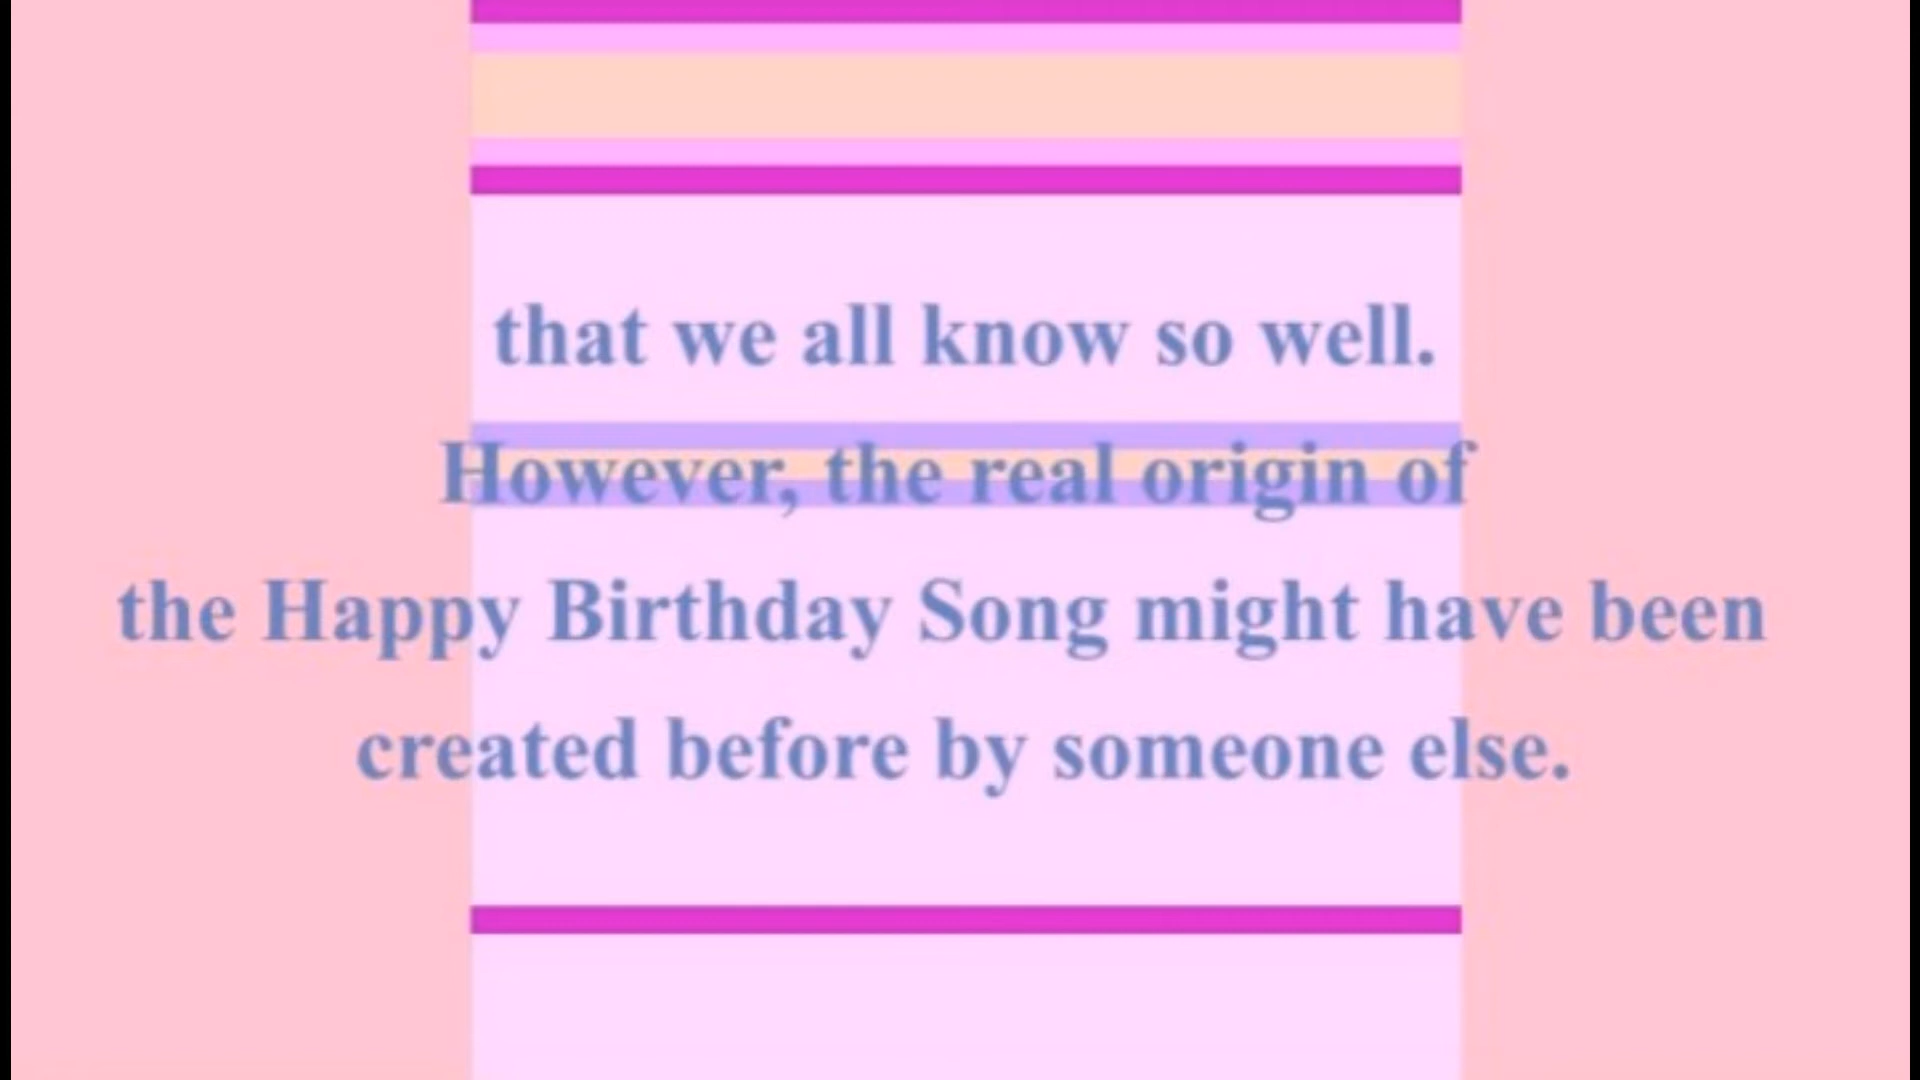 that we all know so well.
However, the real origin of
the Happy Birthday Song might have been
created before by someone else.